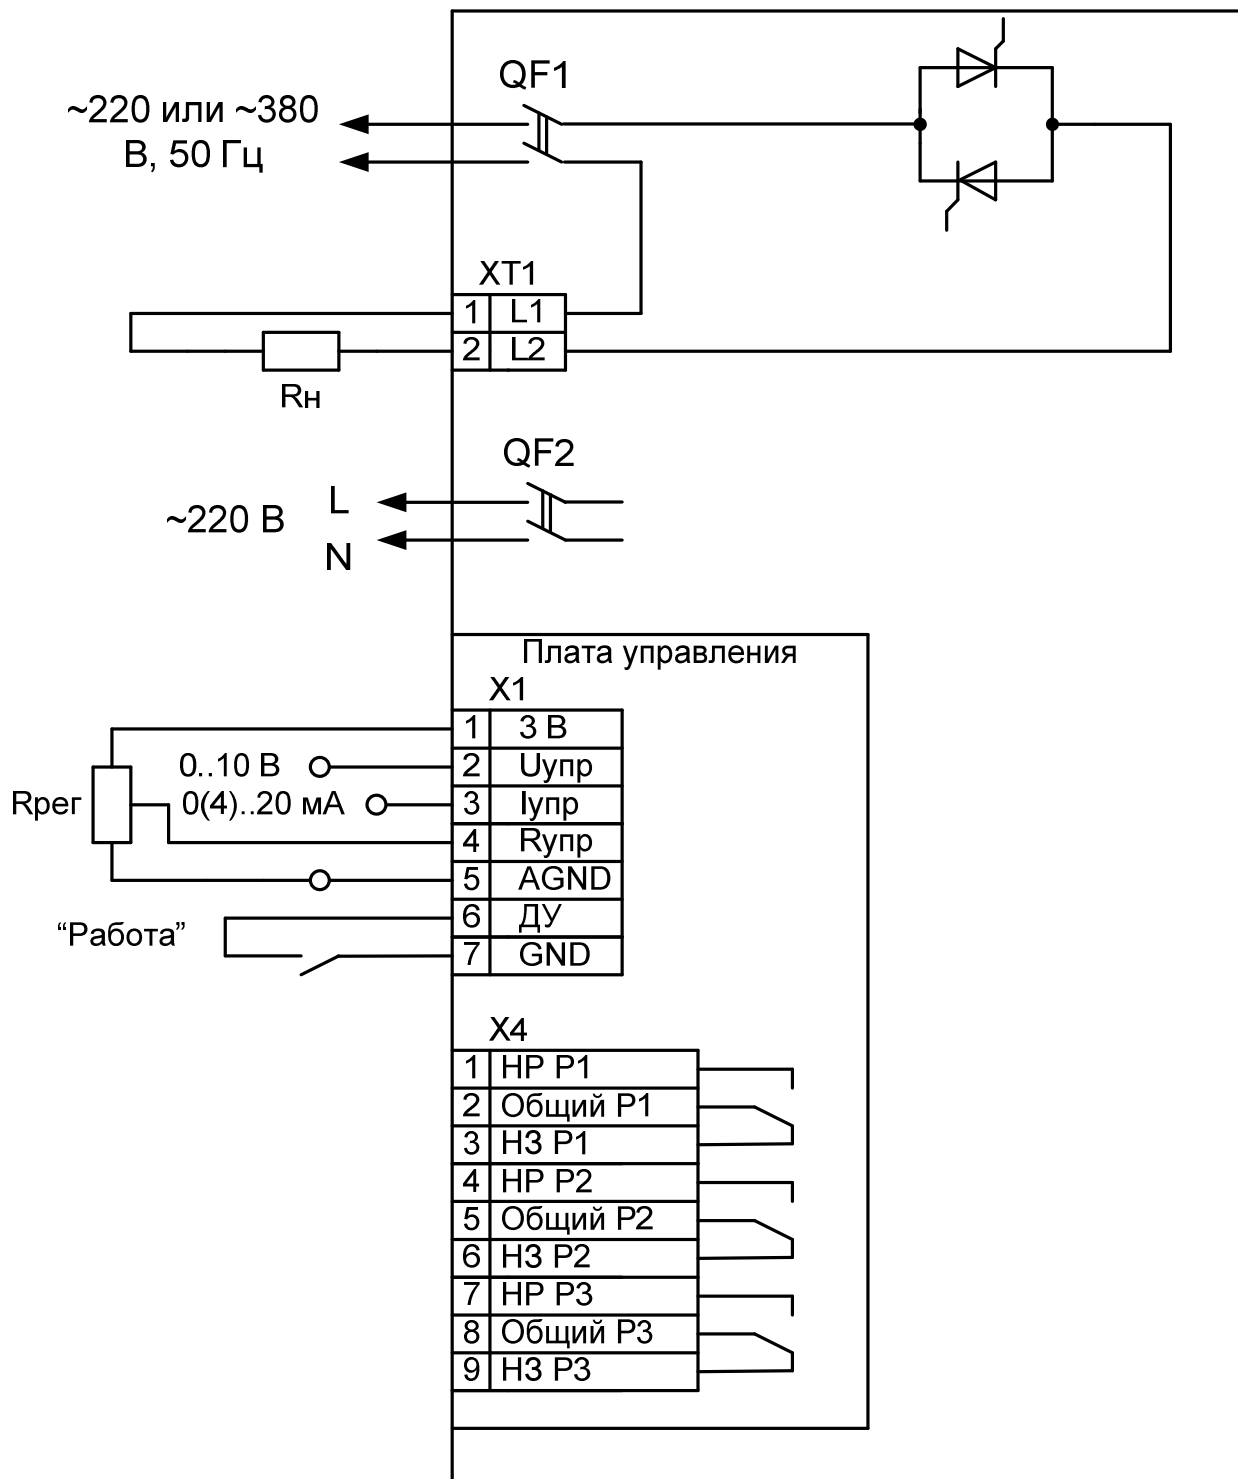 QF1
~220 или ~380
В, 50 Гц
XT1
1 L1
2 L2
Rн
QF2
L
~220 В
N
Плата управления
X1
1 3 В
0..10 В 2 Uупр
Rрег 0(4)..20 мА 3 Iупр
4 Rупр
5 AGND
6 ДУ
“Работа”
7 GND
X4
1 НР Р1
2 Общий Р1
3 НЗ Р1
4 НР Р2
5 Общий Р2
6 НЗ Р2
7 НР Р3
8 Общий Р3
9 НЗ Р3